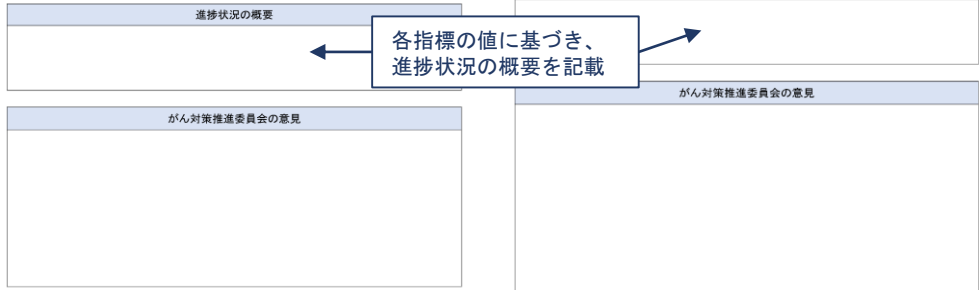 進捗状況の概要
各指標の値に基づき、
進捗状況の概要を記載
がん対策推進委員会の意見
がん対策推進委員会の意見